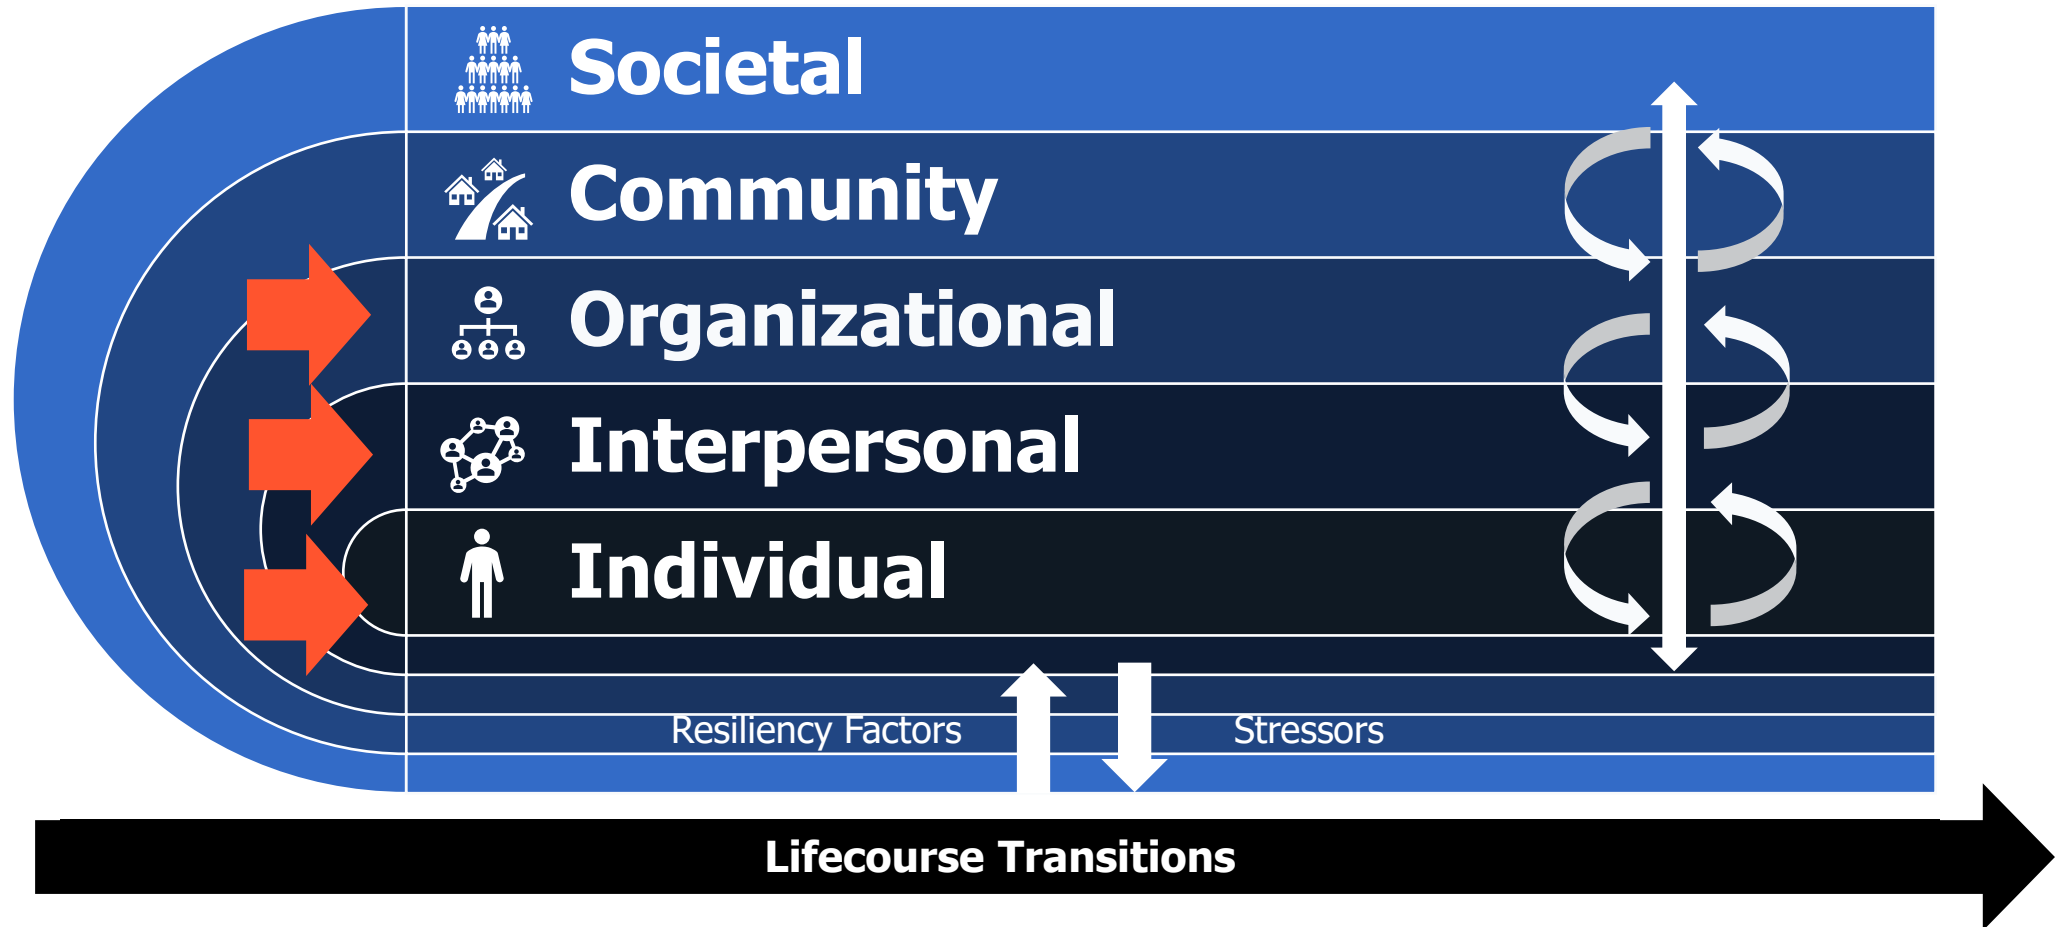 Societal
Community
Organizational
Interpersonal
Individual
Resiliency Factors
Stressors
Lifecourse Transitions